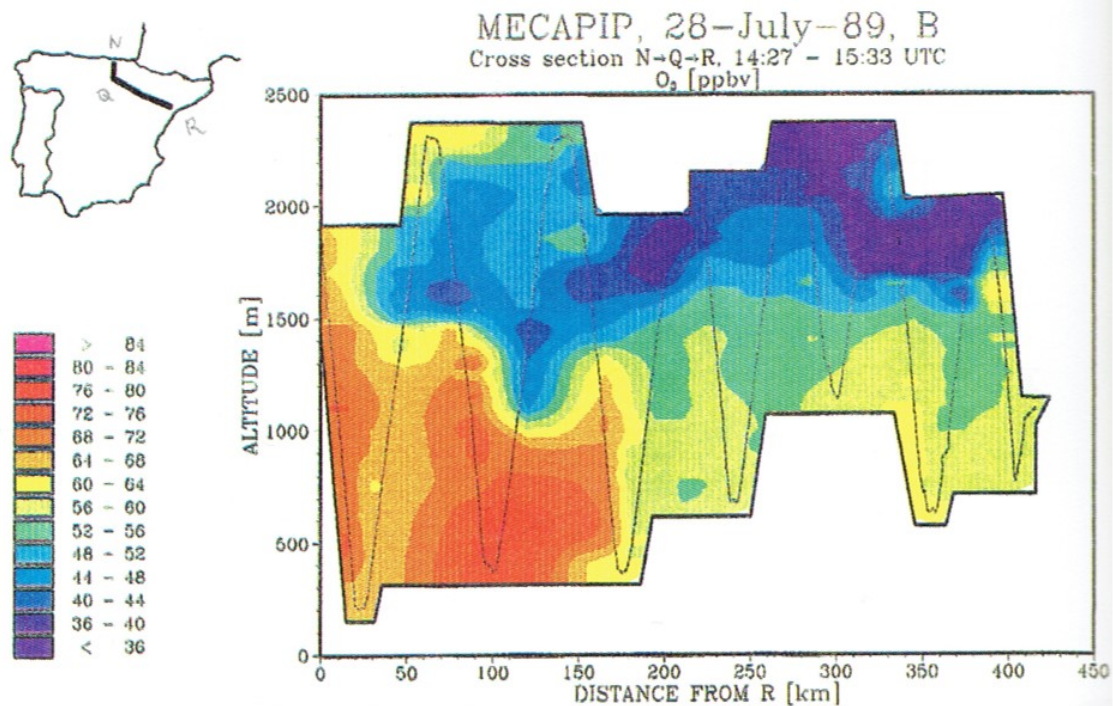 MECAPIP, 28-July-89, B
Cross section N→Q→R, 14:27 - 15:33 UTC
O₃ [ppbv]
N
Q
R
2500
2000
1500
1000
500
0
ALTITUDE [m]
> 84
80 - 84
76 - 80
72 - 76
68 - 72
64 - 68
60 - 64
56 - 60
52 - 56
48 - 52
44 - 48
40 - 44
36 - 40
< 36
0 50 100 150 200 250 300 350 400 450
DISTANCE FROM R [km]